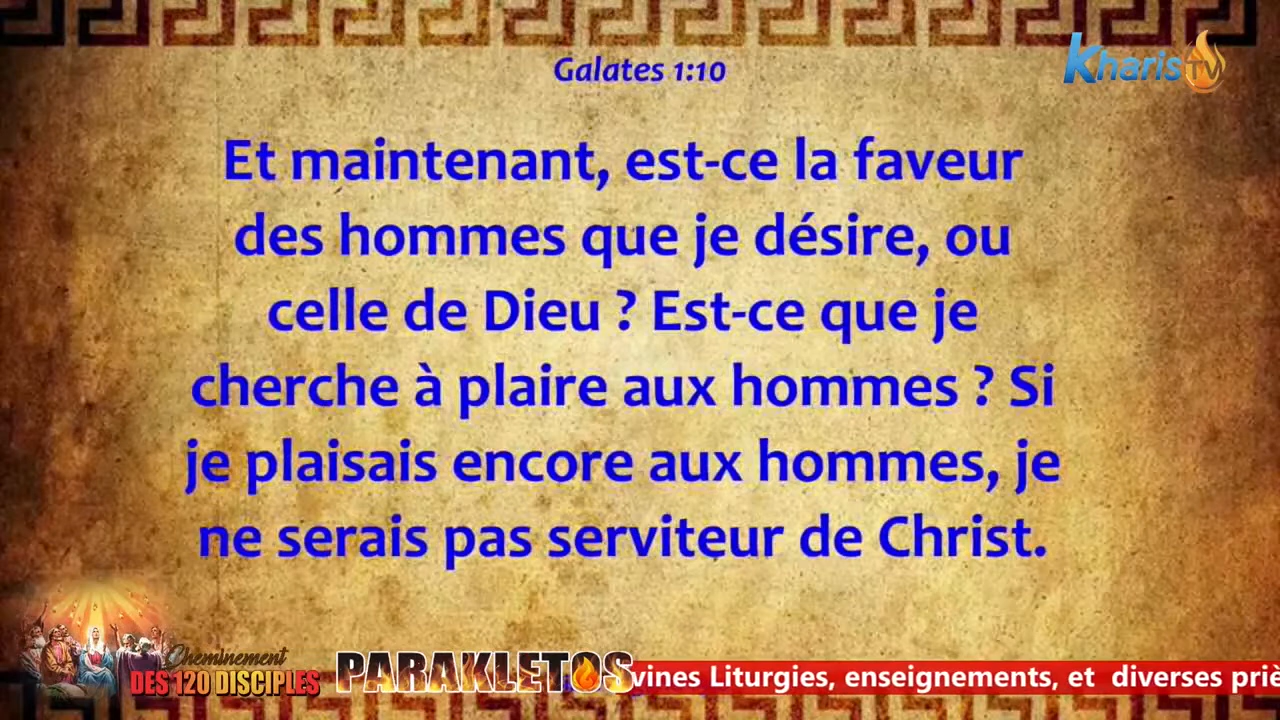 Galates 1:10
Kharis TV
Et maintenant, est-ce la faveur
des hommes que je désire, ou
celle de Dieu ? Est-ce que je
cherche à plaire aux hommes ? Si
je plaisais encore aux hommes, je
ne serais pas serviteur de Christ.
Cheminement
DES 120 DISCIPLES
PARAKLETOS
vines Liturgies, enseignements, et diverses priè